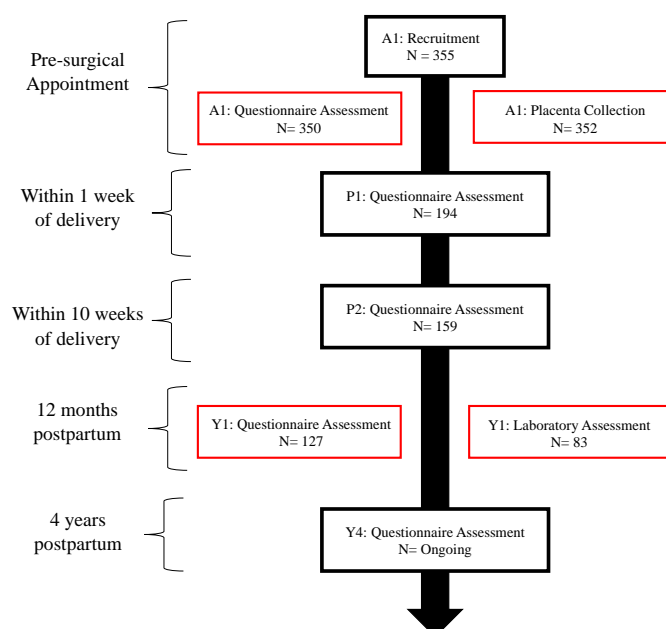 Pre-surgical
Appointment
A1: Recruitment
N = 355
A1: Questionnaire Assessment
N= 350
A1: Placenta Collection
N= 352
Within 1 week
of delivery
P1: Questionnaire Assessment
N= 194
Within 10 weeks
of delivery
P2: Questionnaire Assessment
N= 159
12 months
postpartum
Y1: Questionnaire Assessment
N= 127
Y1: Laboratory Assessment
N= 83
4 years
postpartum
Y4: Questionnaire Assessment
N= Ongoing